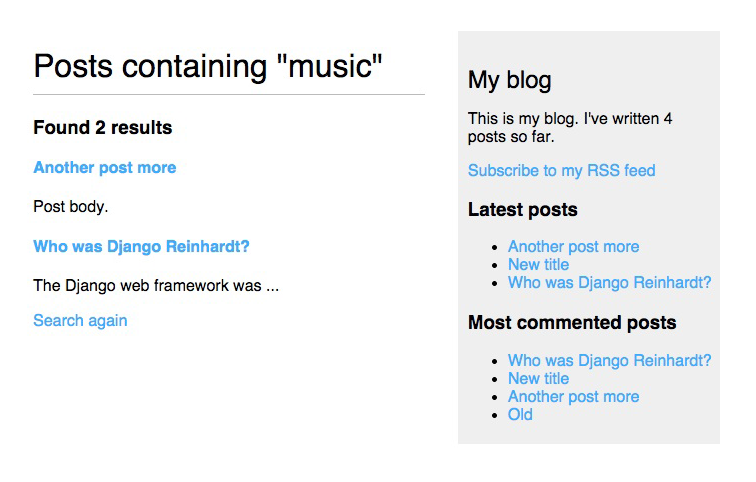 Posts containing "music"
Found 2 results
Another post more
Post body.
Who was Django Reinhardt?
The Django web framework was ...
Search again
My blog
This is my blog. I've written 4
posts so far.
Subscribe to my RSS feed
Latest posts
Another post more
New title
Who was Django Reinhardt?
Most commented posts
Who was Django Reinhardt?
New title
Another post more
Old